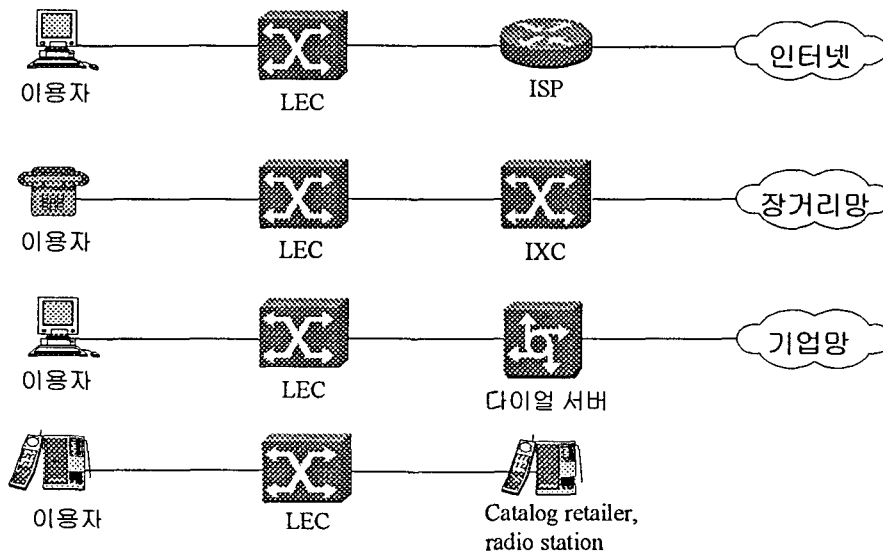 인터넷
이용자
LEC
ISP
장거리망
이용자
LEC
IXC
기업망
이용자
LEC
다이얼 서버
이용자
LEC
Catalog retailer,
radio station